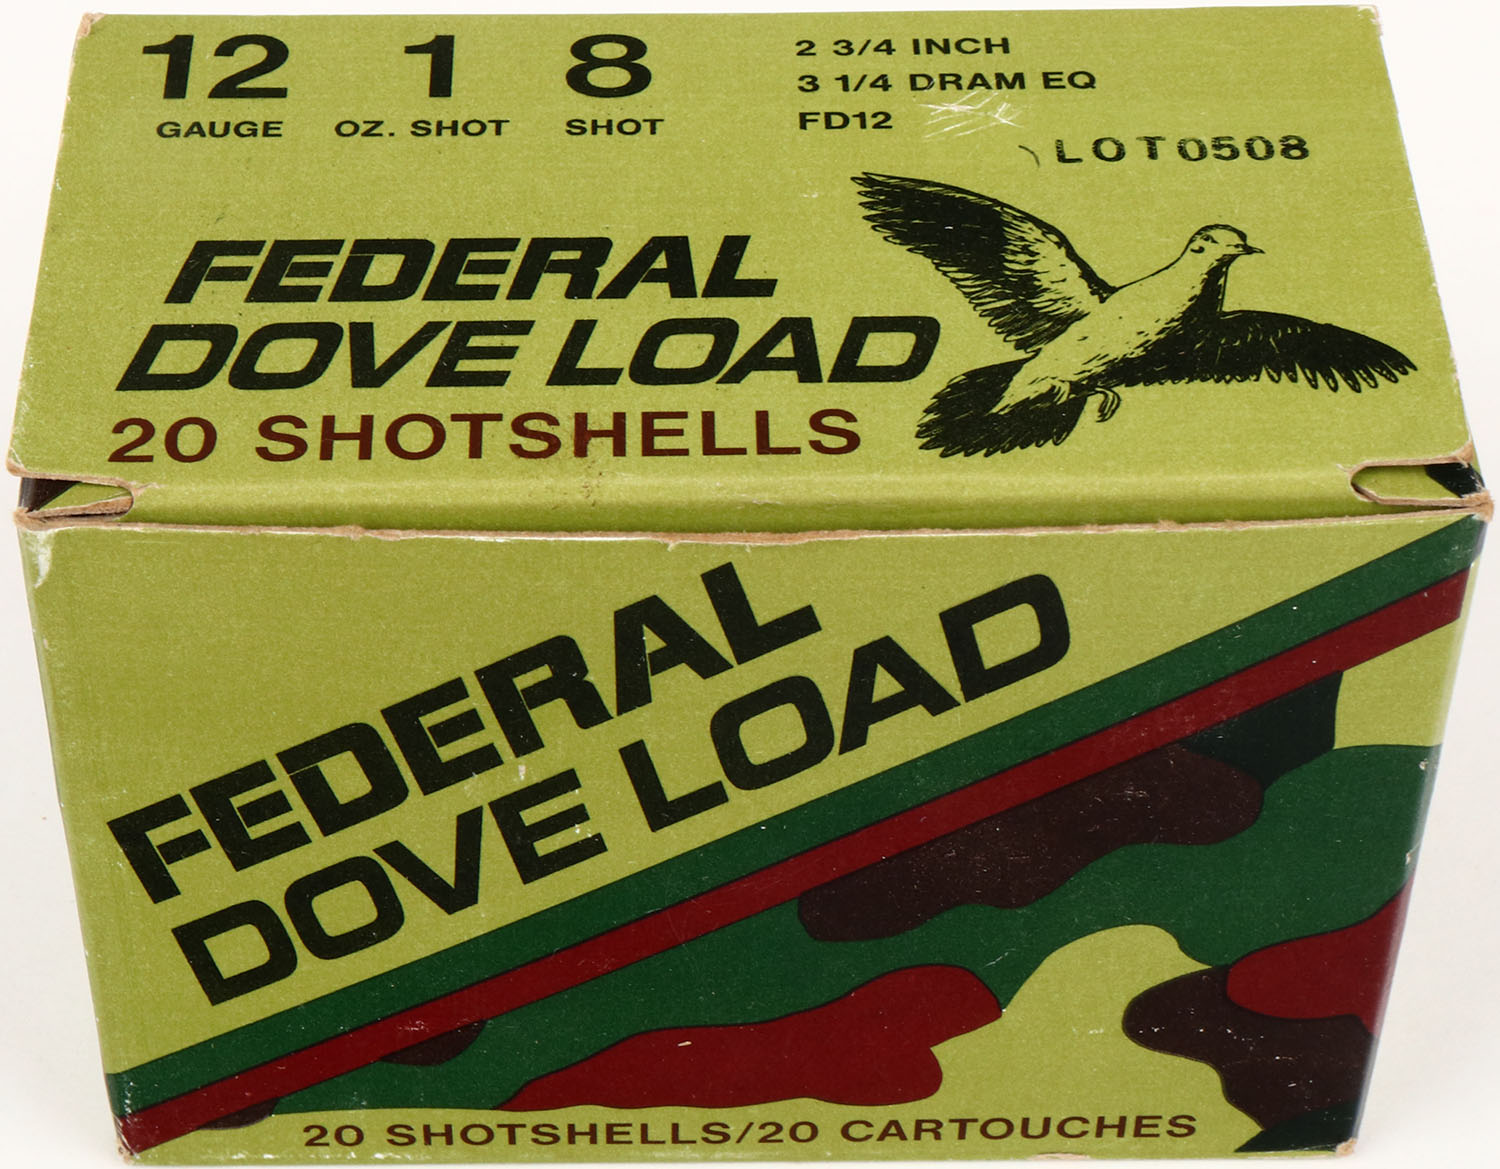 12 1 8
GAUGE OZ. SHOT SHOT
2 3/4 INCH
3 1/4 DRAM EQ
FD12
LOT0508
FEDERAL
DOVE LOAD
20 SHOTSHELLS
FEDERAL
DOVE LOAD
20 SHOTSHELLS/20 CARTOUCHES